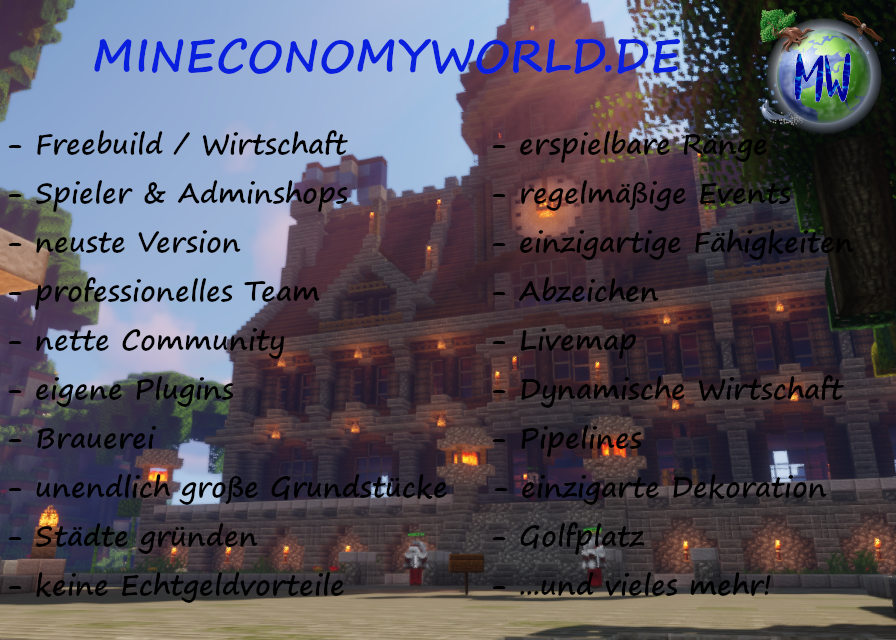 MINECONOMYWORLD.DE
MW
- Freebuild / Wirtschaft
- Spieler & Adminshops
- neuste Version
- professionelles Team
- nette Community
- eigene Plugins
- Brauerei
- unendlich große Grundstücke
- Städte gründen
- keine Echtgeldvorteile
- erspielbare Ränge
- regelmäßige Events
- einzigartige Fähigkeiten
- Abzeichen
- Livemap
- Dynamische Wirtschaft
- Pipelines
- einzigarte Dekoration
- Golfplatz
- ...und vieles mehr!